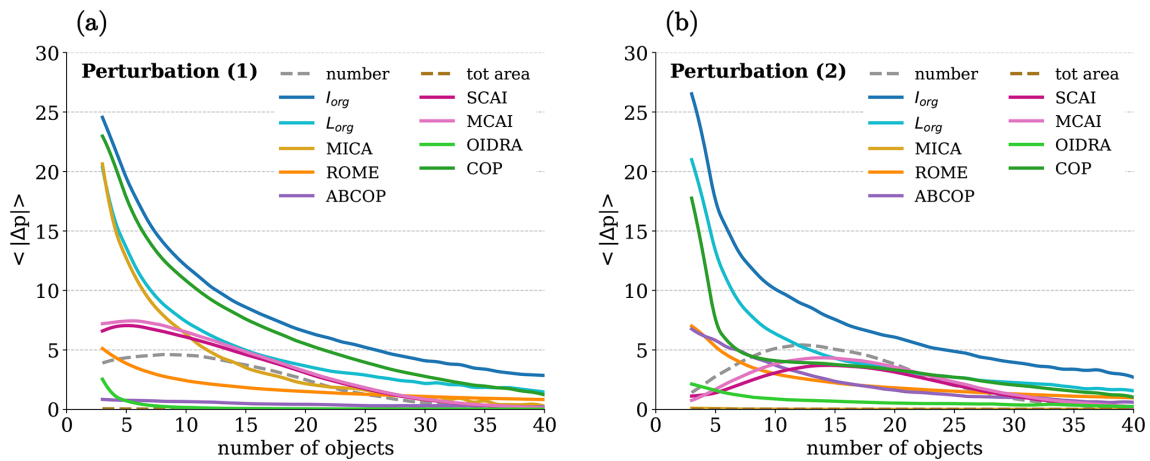 (a)
30
25
20
15
10
5
0
< |Δp| >
Perturbation (1)
number
I_org
L_org
MICA
ROME
ABCOP
tot area
SCAI
MCAI
OIDRA
COP
0 5 10 15 20 25 30 35 40
number of objects
(b)
30
25
20
15
10
5
0
< |Δp| >
Perturbation (2)
number
I_org
L_org
MICA
ROME
ABCOP
tot area
SCAI
MCAI
OIDRA
COP
0 5 10 15 20 25 30 35 40
number of objects